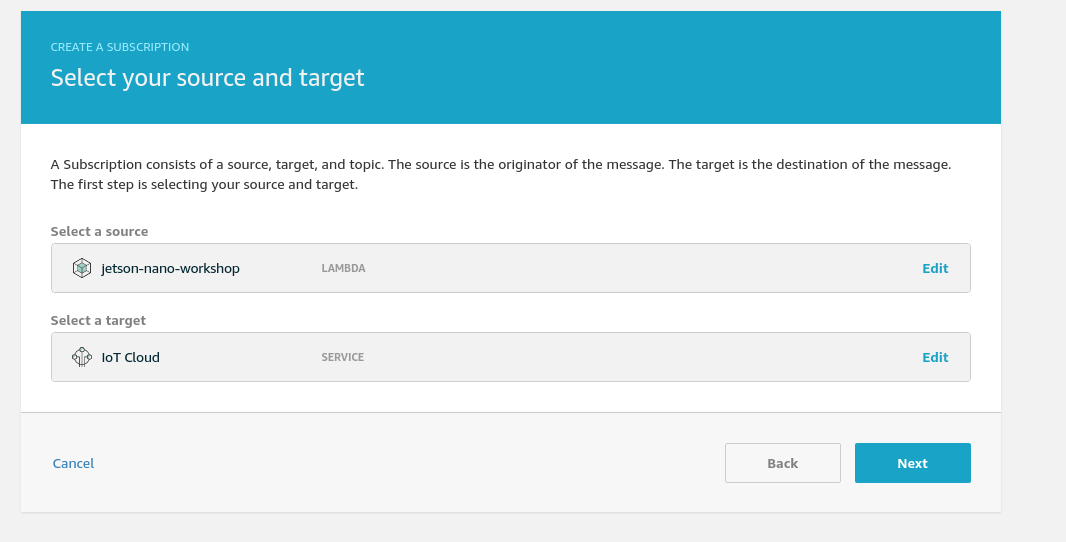 CREATE A SUBSCRIPTION
Select your source and target
A Subscription consists of a source, target, and topic. The source is the originator of the message. The target is the destination of the message.
The first step is selecting your source and target.
Select a source
jetson-nano-workshop LAMBDA Edit
Select a target
IoT Cloud SERVICE Edit
Cancel Back Next